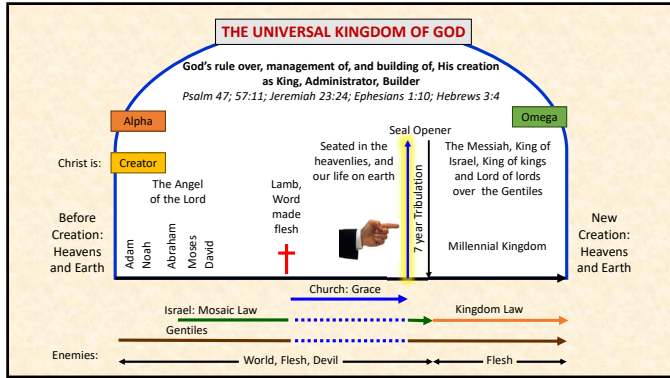 THE UNIVERSAL KINGDOM OF GOD
God's rule over, management of, and building of, His creation
as King, Administrator, Builder
Psalm 47; 57:11; Jeremiah 23:24; Ephesians 1:10; Hebrews 3:4
Alpha
Omega
Christ is:
Creator
The Angel
of the Lord
Lamb,
Word
made
flesh
Seated in the
heavenlies, and
our life on earth
Seal Opener
7 year Tribulation
The Messiah, King of
Israel, King of kings
and Lord of lords
over the Gentiles
Millennial Kingdom
Before
Creation:
Heavens
and Earth
Adam
Noah
Abraham
Moses
David
New
Creation:
Heavens
and Earth
Church: Grace
Israel: Mosaic Law
Kingdom Law
Gentiles
Enemies:
World, Flesh, Devil
Flesh